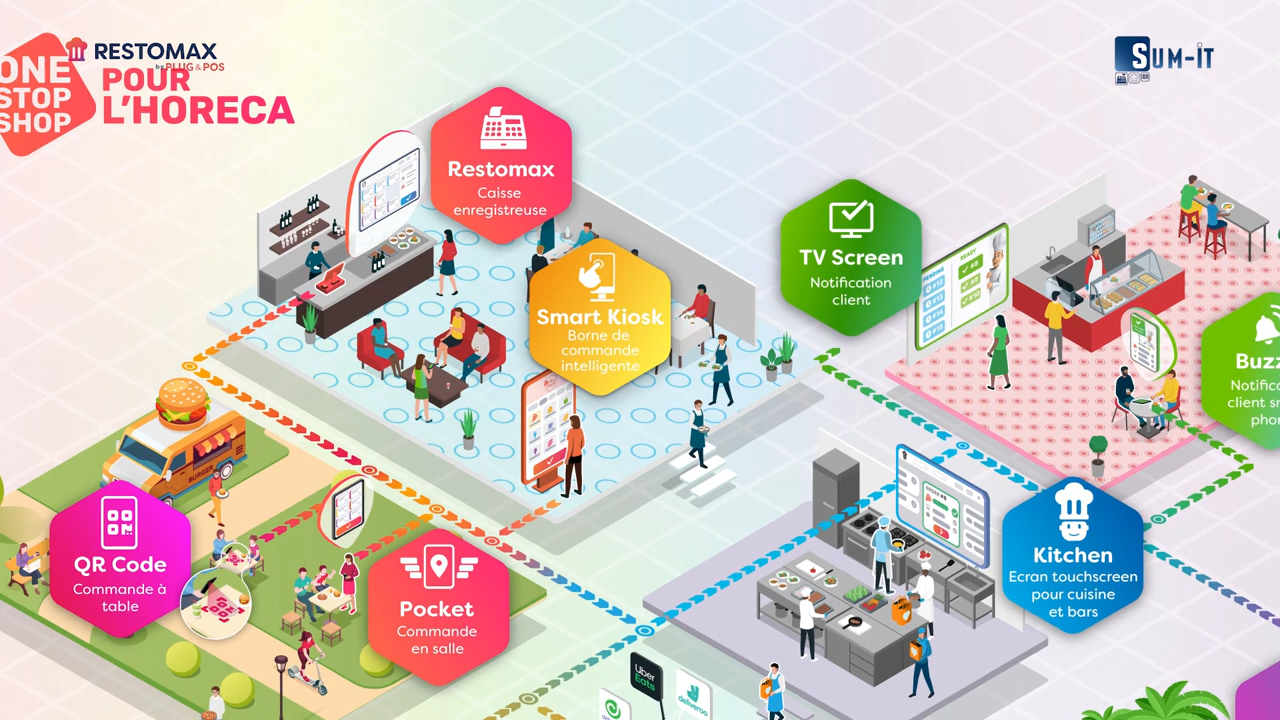 ONE
STOP
SHOP
RESTOMAX
by PLUG & POS
POUR
L'HORECA
SUM-IT
Restomax
Caisse
enregistreuse
Smart Kiosk
Borne de
commande
intelligente
TV Screen
Notification
client
PENDING
READY
BURGER
QR Code
Commande à
table
Pocket
Commande
en salle
Kitchen
Ecran touchscreen
pour cuisine
et bars
Uber
Eats
deliveroo